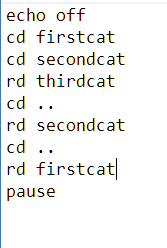 echo off
cd firstcat
cd secondcat
rd thirdcat
cd ..
rd secondcat
cd ..
rd firstcat
pause